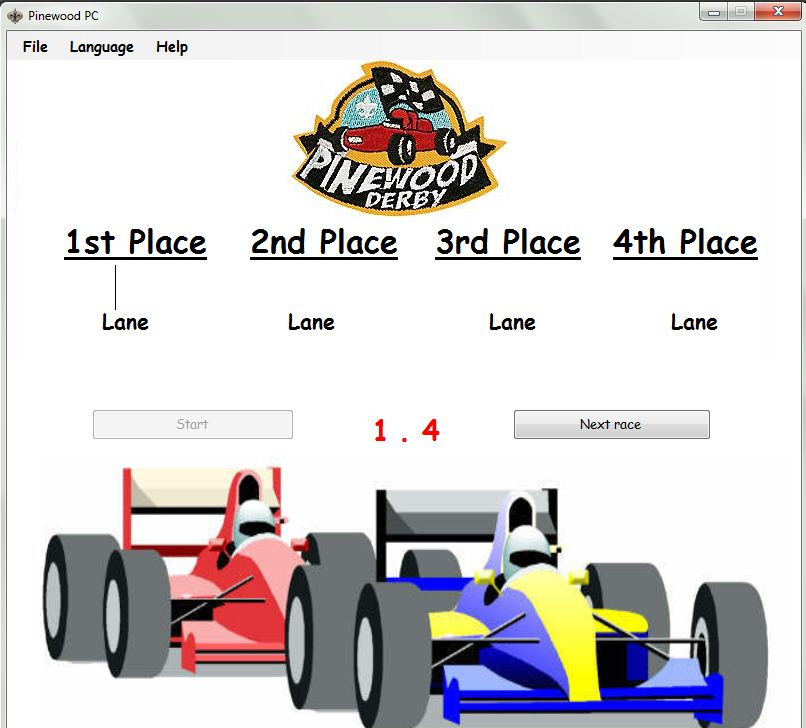 Pinewood PC
File Language Help
PINEWOOD
DERBY
1st Place 2nd Place 3rd Place 4th Place
Lane Lane Lane Lane
Start 1 . 4 Next race